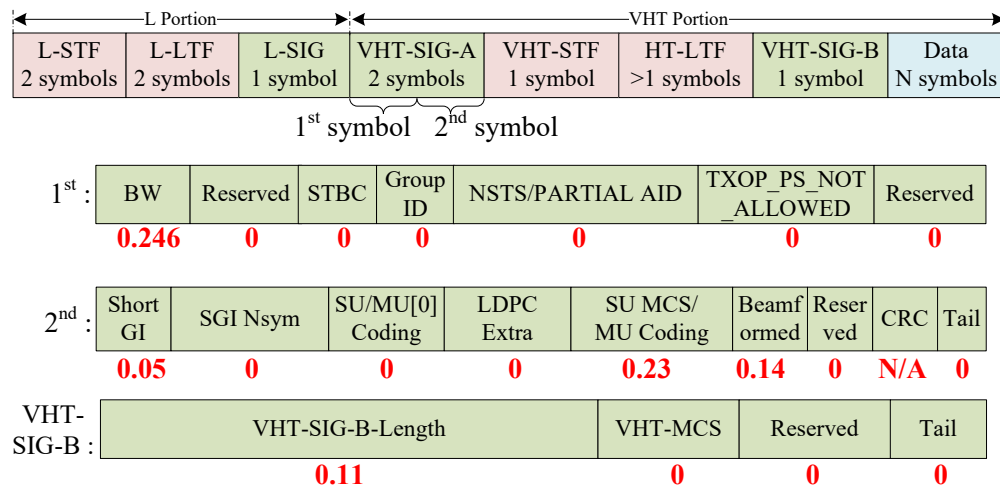 L Portion VHT Portion
L-STF L-LTF L-SIG VHT-SIG-A VHT-STF HT-LTF VHT-SIG-B Data
2 symbols 2 symbols 1 symbol 2 symbols 1 symbol >1 symbols 1 symbol N symbols
1st symbol 2nd symbol
1st : BW Reserved STBC Group ID NSTS/PARTIAL AID TXOP_PS_NOT _ALLOWED Reserved
0.246 0 0 0 0 0 0
2nd : Short GI SGI Nsym SU/MU[0] Coding LDPC Extra SU MCS/ MU Coding Beamf ormed Reser ved CRC Tail
0.05 0 0 0 0.23 0.14 0 N/A 0
VHT-SIG-B : VHT-SIG-B-Length VHT-MCS Reserved Tail
0.11 0 0 0